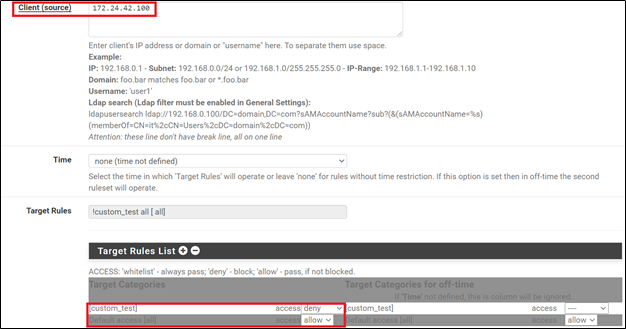 Client (source)
172.24.42.100
Enter client's IP address or domain or "username" here. To separate them use space.
Example:
IP: 192.168.0.1 - Subnet: 192.168.0.0/24 or 192.168.1.0/255.255.255.0 - IP-Range: 192.168.1.1-192.168.1.10
Domain: foo.bar matches foo.bar or *.foo.bar
Username: 'user1'
Ldap search (Ldap filter must be enabled in General Settings):
ldapusersearch ldap://192.168.0.100/DC=domain,DC=com?sAMAccountName?sub?(&(sAMAccountName=%s)
(memberOf=CN=it%2cCN=Users%2cDC=domain%2cDC=com))
Attention: these line don't have break line, all on one line
Time
none (time not defined)
Select the time in which 'Target Rules' will operate or leave 'none' for rules without time restriction. If this option is set then in off-time the second
ruleset will operate.
Target Rules
!custom_test all [ all]
Target Rules List
ACCESS: 'whitelist' - always pass; 'deny' - block; 'allow' - pass, if not blocked.
Target Categories
Target Categories for off-time
If 'Time' not defined, this is column will be ignored.
[custom_test] access deny [custom_test] access ----
Default access [all] access allow Default access [all] access allow